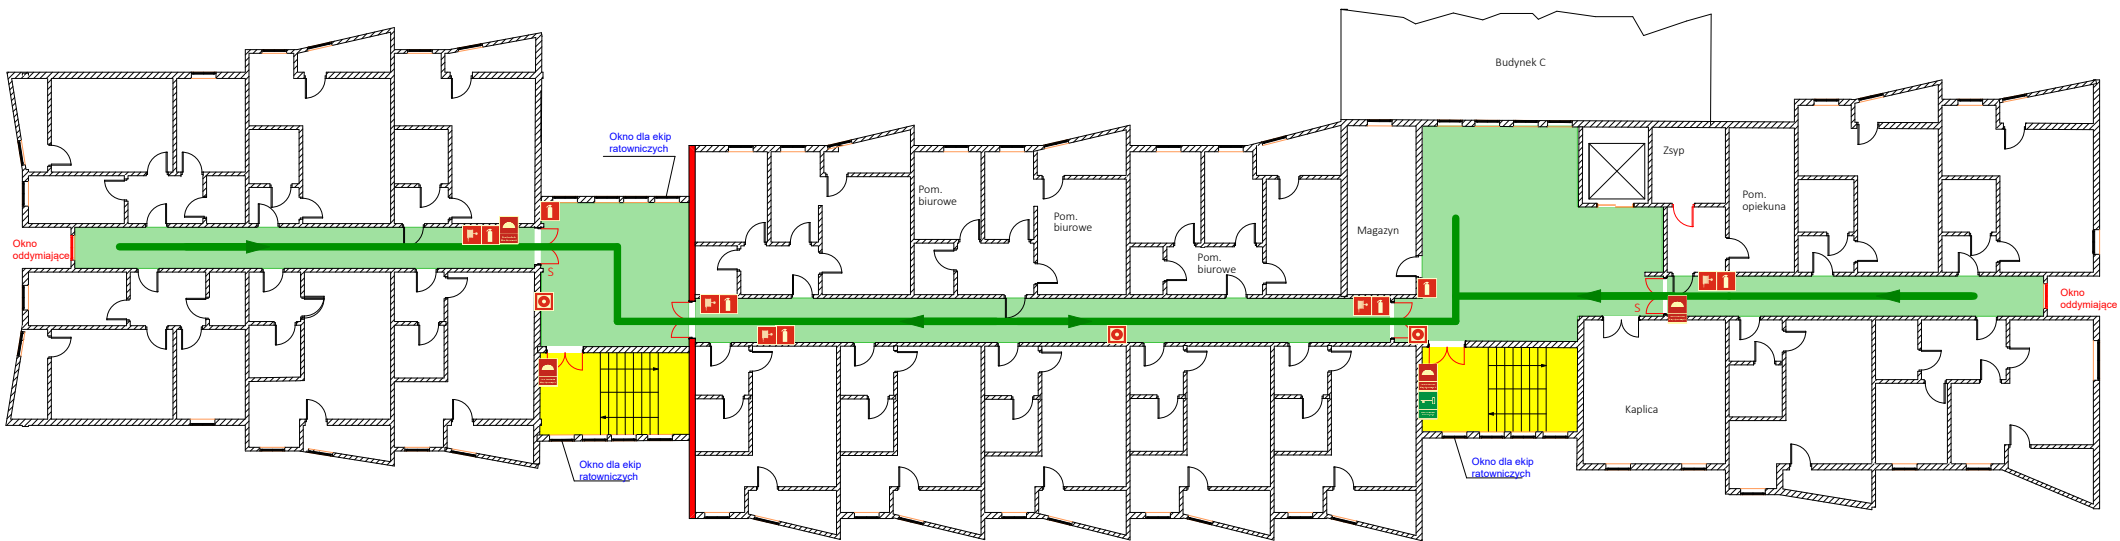 Budynek C
Okno dla ekip
ratowniczych
Zsyp
Pom.
biurowe
Pom.
biurowe
Pom.
opiekuna
Magazyn
Okno
oddymiające
Pom.
biurowe
S
Okno
oddymiające
S
Kaplica
Okno dla ekip
ratowniczych
Okno dla ekip
ratowniczych